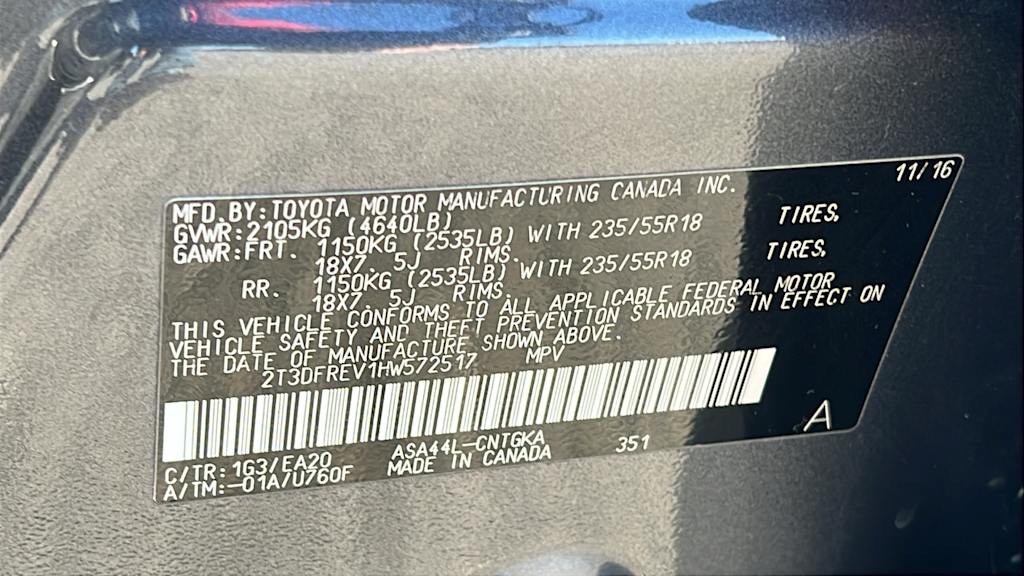 11/16
MFD.BY:TOYOTA MOTOR MANUFACTURING CANADA INC.
GVWR:2105KG (4640LB)
GAWR:FRT. 1150KG (2535LB) WITH 235/55R18 TIRES,
18X7. 5J RIMS.
RR. 1150KG (2535LB) WITH 235/55R18 TIRES,
18X7. 5J RIMS.
THIS VEHICLE CONFORMS TO ALL APPLICABLE FEDERAL MOTOR
VEHICLE SAFETY AND THEFT PREVENTION STANDARDS IN EFFECT ON
THE DATE OF MANUFACTURE SHOWN ABOVE.
2T3DFREV1HW572517 MPV
A
C/TR:1G3/EA20 ASA44L-CNTGKA 351
A/TM:-01A/U760F MADE IN CANADA